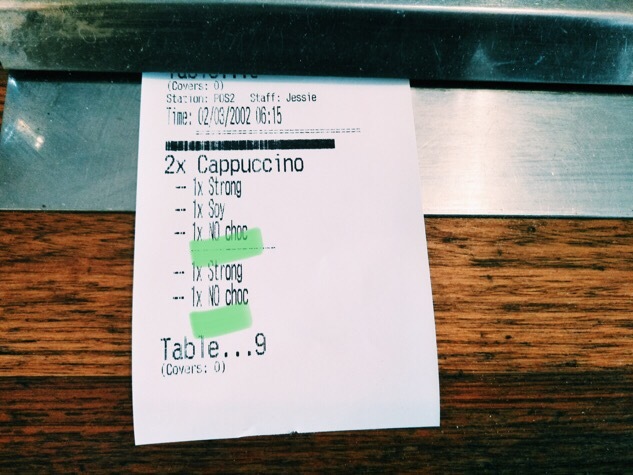 (Covers: 0)
Station: POS2 Staff: Jessie
Time: 02/03/2002 06:15
2x Cappuccino
-- 1x Strong
-- 1x Soy
-- 1x NO choc
-- 1x Strong
-- 1x NO choc
Table...9
(Covers: 0)